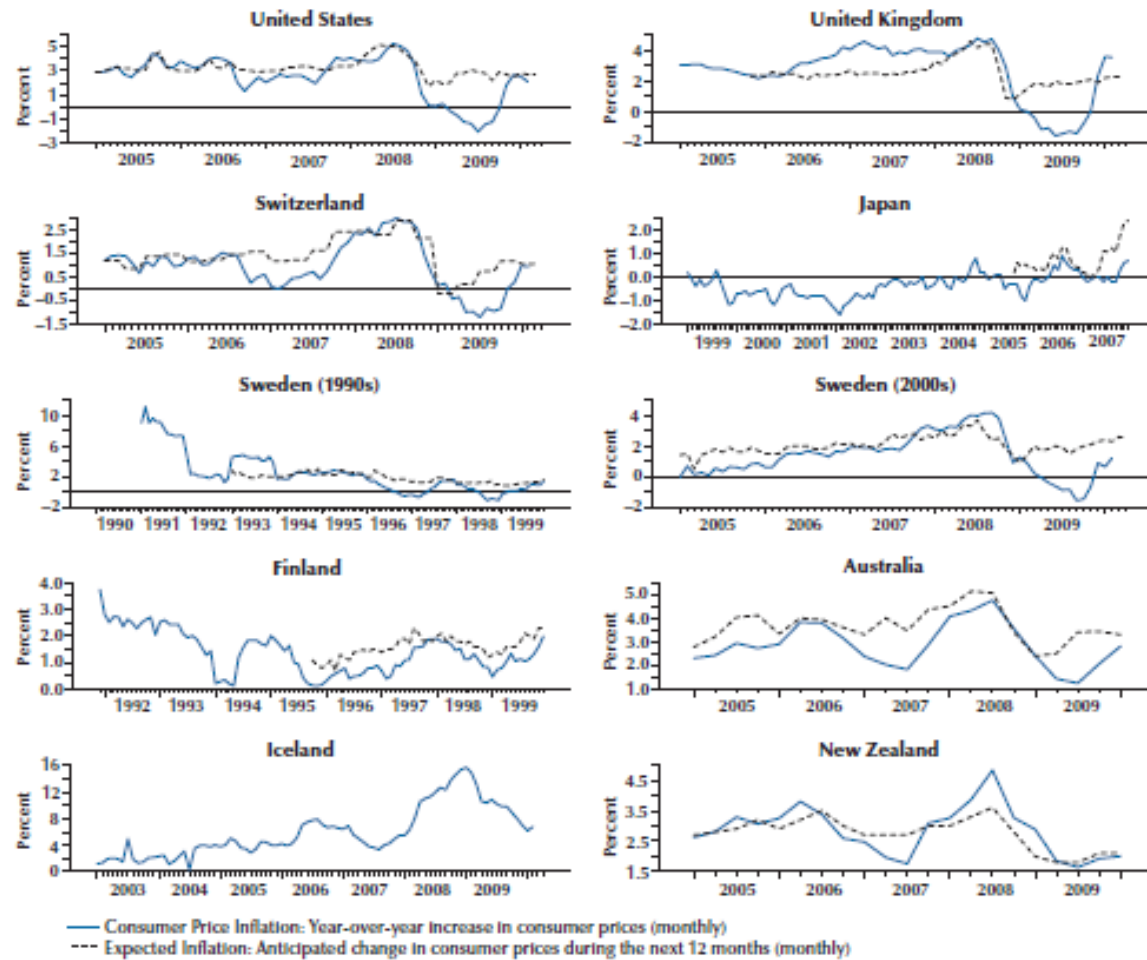 United States
Percent
5
3
1
–1
–3
2005 2006 2007 2008 2009
United Kingdom
Percent
4
2
0
–2
2005 2006 2007 2008 2009
Switzerland
Percent
2.5
1.5
0.5
–0.5
–1.5
2005 2006 2007 2008 2009
Japan
Percent
2.0
1.0
0.0
–1.0
–2.0
1999 2000 2001 2002 2003 2004 2005 2006 2007
Sweden (1990s)
Percent
10
6
2
–2
1990 1991 1992 1993 1994 1995 1996 1997 1998 1999
Sweden (2000s)
Percent
4
2
0
–2
2005 2006 2007 2008 2009
Finland
Percent
4.0
3.0
2.0
1.0
0.0
1992 1993 1994 1995 1996 1997 1998 1999
Australia
Percent
5.0
4.0
3.0
2.0
1.0
2005 2006 2007 2008 2009
Iceland
Percent
16
12
8
4
0
2003 2004 2005 2006 2007 2008 2009
New Zealand
Percent
4.5
3.5
2.5
1.5
2005 2006 2007 2008 2009
Consumer Price Inflation: Year-over-year increase in consumer prices (monthly)
Expected Inflation: Anticipated change in consumer prices during the next 12 months (monthly)